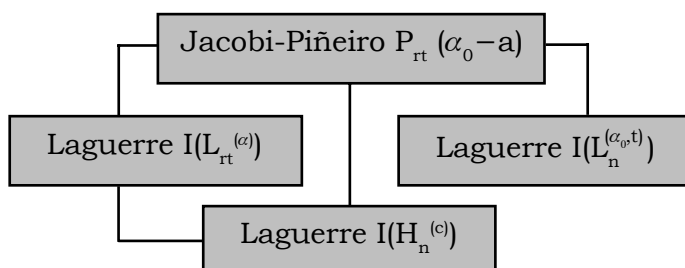 Jacobi-Piñeiro P_rt (α_0−a)
Laguerre I(L_rt^(α))
Laguerre I(L_n^(α_0,t))
Laguerre I(H_n^(c))